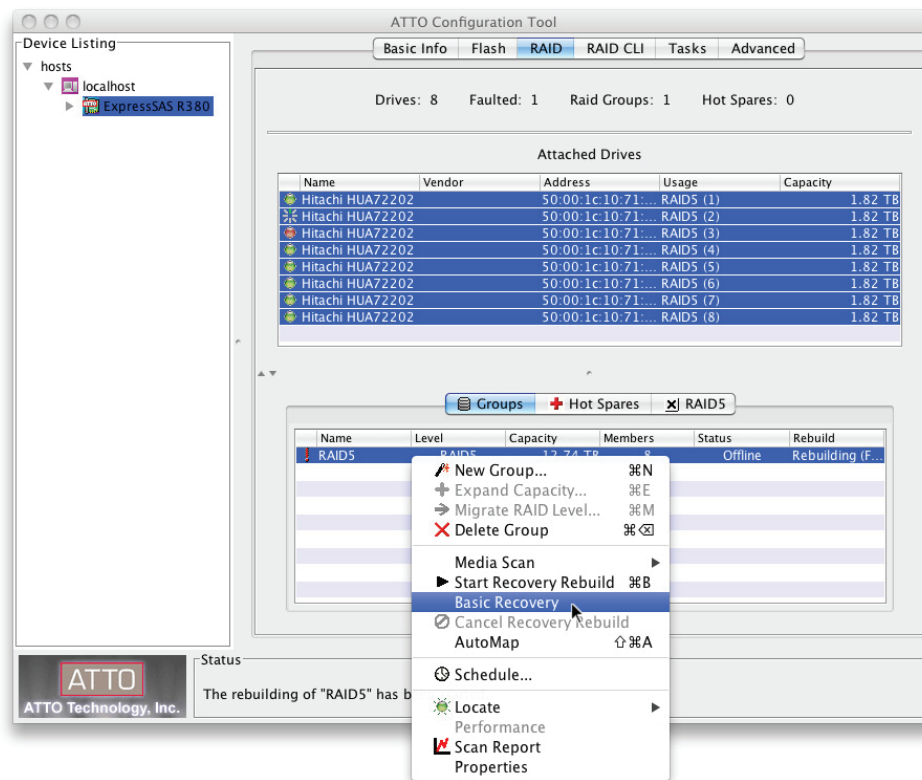 ATTO Configuration Tool
Device Listing
hosts
localhost
ExpressSAS R380
Basic Info Flash RAID RAID CLI Tasks Advanced
Drives: 8 Faulted: 1 Raid Groups: 1 Hot Spares: 0
Attached Drives
Name Vendor Address Usage Capacity
Hitachi HUA72202 50:00:1c:10:71:... RAID5 (1) 1.82 TB
Hitachi HUA72202 50:00:1c:10:71:... RAID5 (2) 1.82 TB
Hitachi HUA72202 50:00:1c:10:71:... RAID5 (3) 1.82 TB
Hitachi HUA72202 50:00:1c:10:71:... RAID5 (4) 1.82 TB
Hitachi HUA72202 50:00:1c:10:71:... RAID5 (5) 1.82 TB
Hitachi HUA72202 50:00:1c:10:71:... RAID5 (6) 1.82 TB
Hitachi HUA72202 50:00:1c:10:71:... RAID5 (7) 1.82 TB
Hitachi HUA72202 50:00:1c:10:71:... RAID5 (8) 1.82 TB
Groups Hot Spares RAID5
Name Level Capacity Members Status Rebuild
RAID5 RAID5 12.74 TB 8 Offline Rebuilding (F...
New Group... ⌘N
Expand Capacity... ⌘E
Migrate RAID Level... ⌘M
Delete Group ⌘⌫
Media Scan
Start Recovery Rebuild ⌘B
Basic Recovery
Cancel Recovery Rebuild
AutoMap ⇧⌘A
Schedule...
Locate
Performance
Scan Report
Properties
Status
The rebuilding of "RAID5" has b
ATTO
ATTO Technology, Inc.